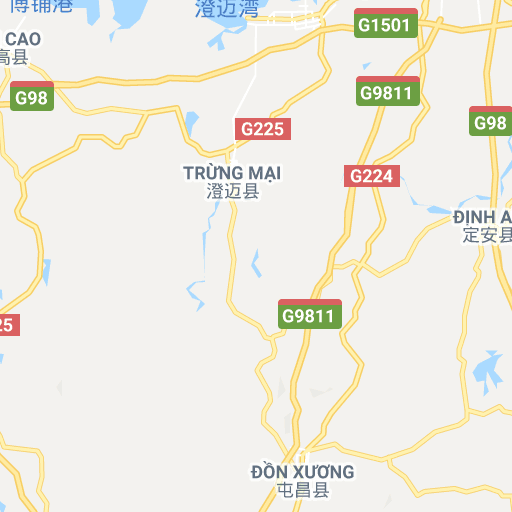 博铺港
澄迈湾
G1501
CAO
高县
G98
G9811
G225
G98
TRỪNG MẠI
澄迈县
G224
ĐỊNH A
定安县
G9811
25
ĐỒN XƯƠNG
屯昌县